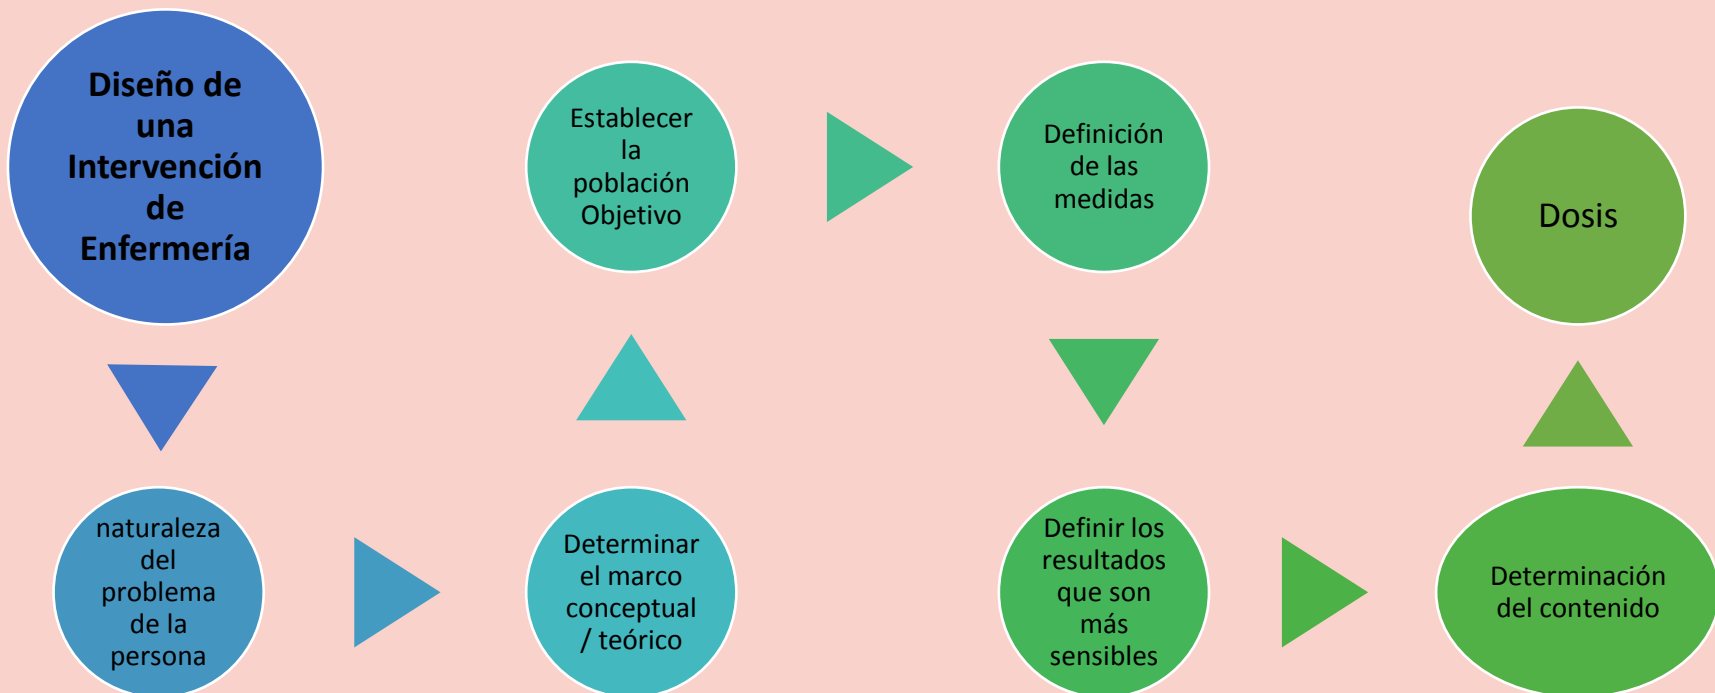 Diseño de
una
Intervención
de
Enfermería
naturaleza
del
problema
de la
persona
Determinar
el marco
conceptual
/ teórico
Establecer
la
población
Objetivo
Definición
de las
medidas
Definir los
resultados
que son
más
sensibles
Determinación
del contenido
Dosis